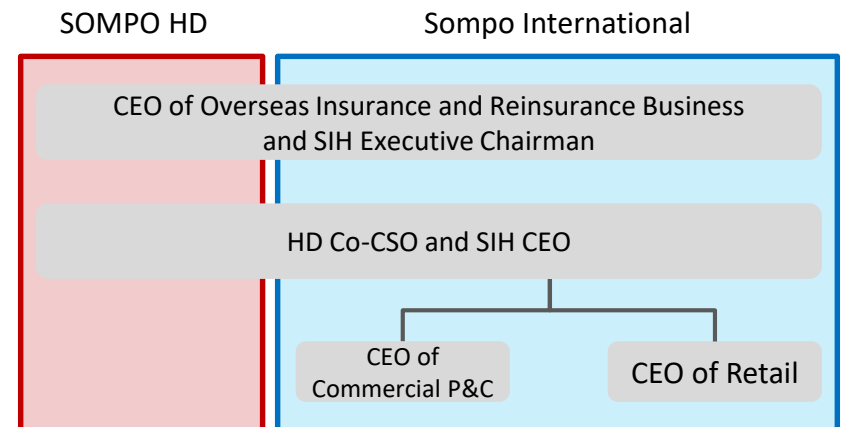 SOMPO HD
Sompo International
CEO of Overseas Insurance and Reinsurance Business
and SIH Executive Chairman
HD Co-CSO and SIH CEO
CEO of
Commercial P&C
CEO of Retail